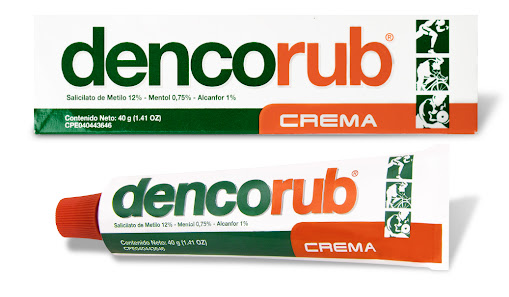 dencorub®
Salicilato de Metilo 12% - Mentol 0,75% - Alcanfor 1%
Contenido Neto: 40 g (1.41 OZ)
CPE040443646
CREMA
dencorub®
Salicilato de Metilo 12% - Mentol 0,75% - Alcanfor 1%
Contenido Neto: 40 g (1.41 OZ)
CPE040443646
CREMA